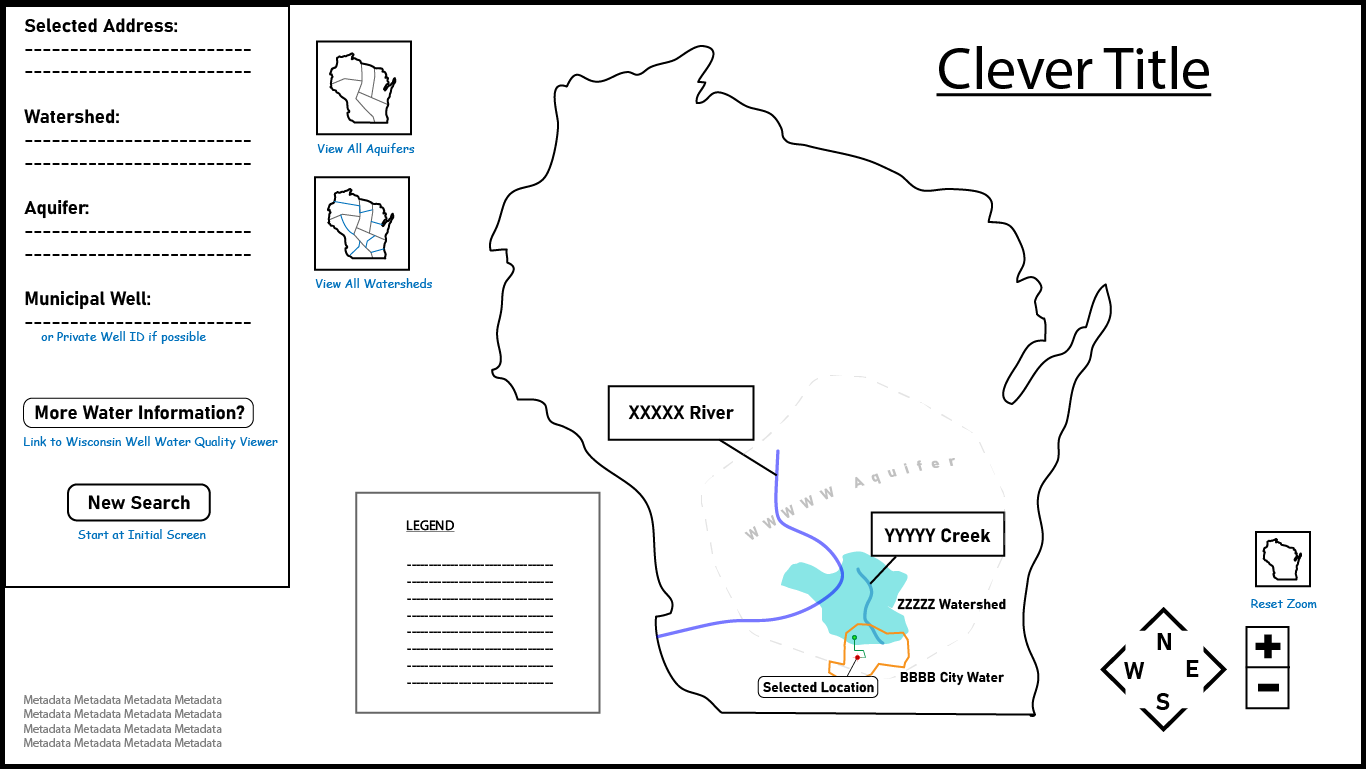 Selected Address:
Watershed:
Aquifer:
Municipal Well:
or Private Well ID if possible
More Water Information?
Link to Wisconsin Well Water Quality Viewer
New Search
Start at Initial Screen
Metadata Metadata Metadata Metadata
Metadata Metadata Metadata Metadata
Metadata Metadata Metadata Metadata
Metadata Metadata Metadata Metadata
View All Aquifers
View All Watersheds
Clever Title
XXXXX River
WWWWW Aquifer
YYYYY Creek
ZZZZZ Watershed
BBBB City Water
Selected Location
LEGEND
Reset Zoom
N
W E
S
+
-